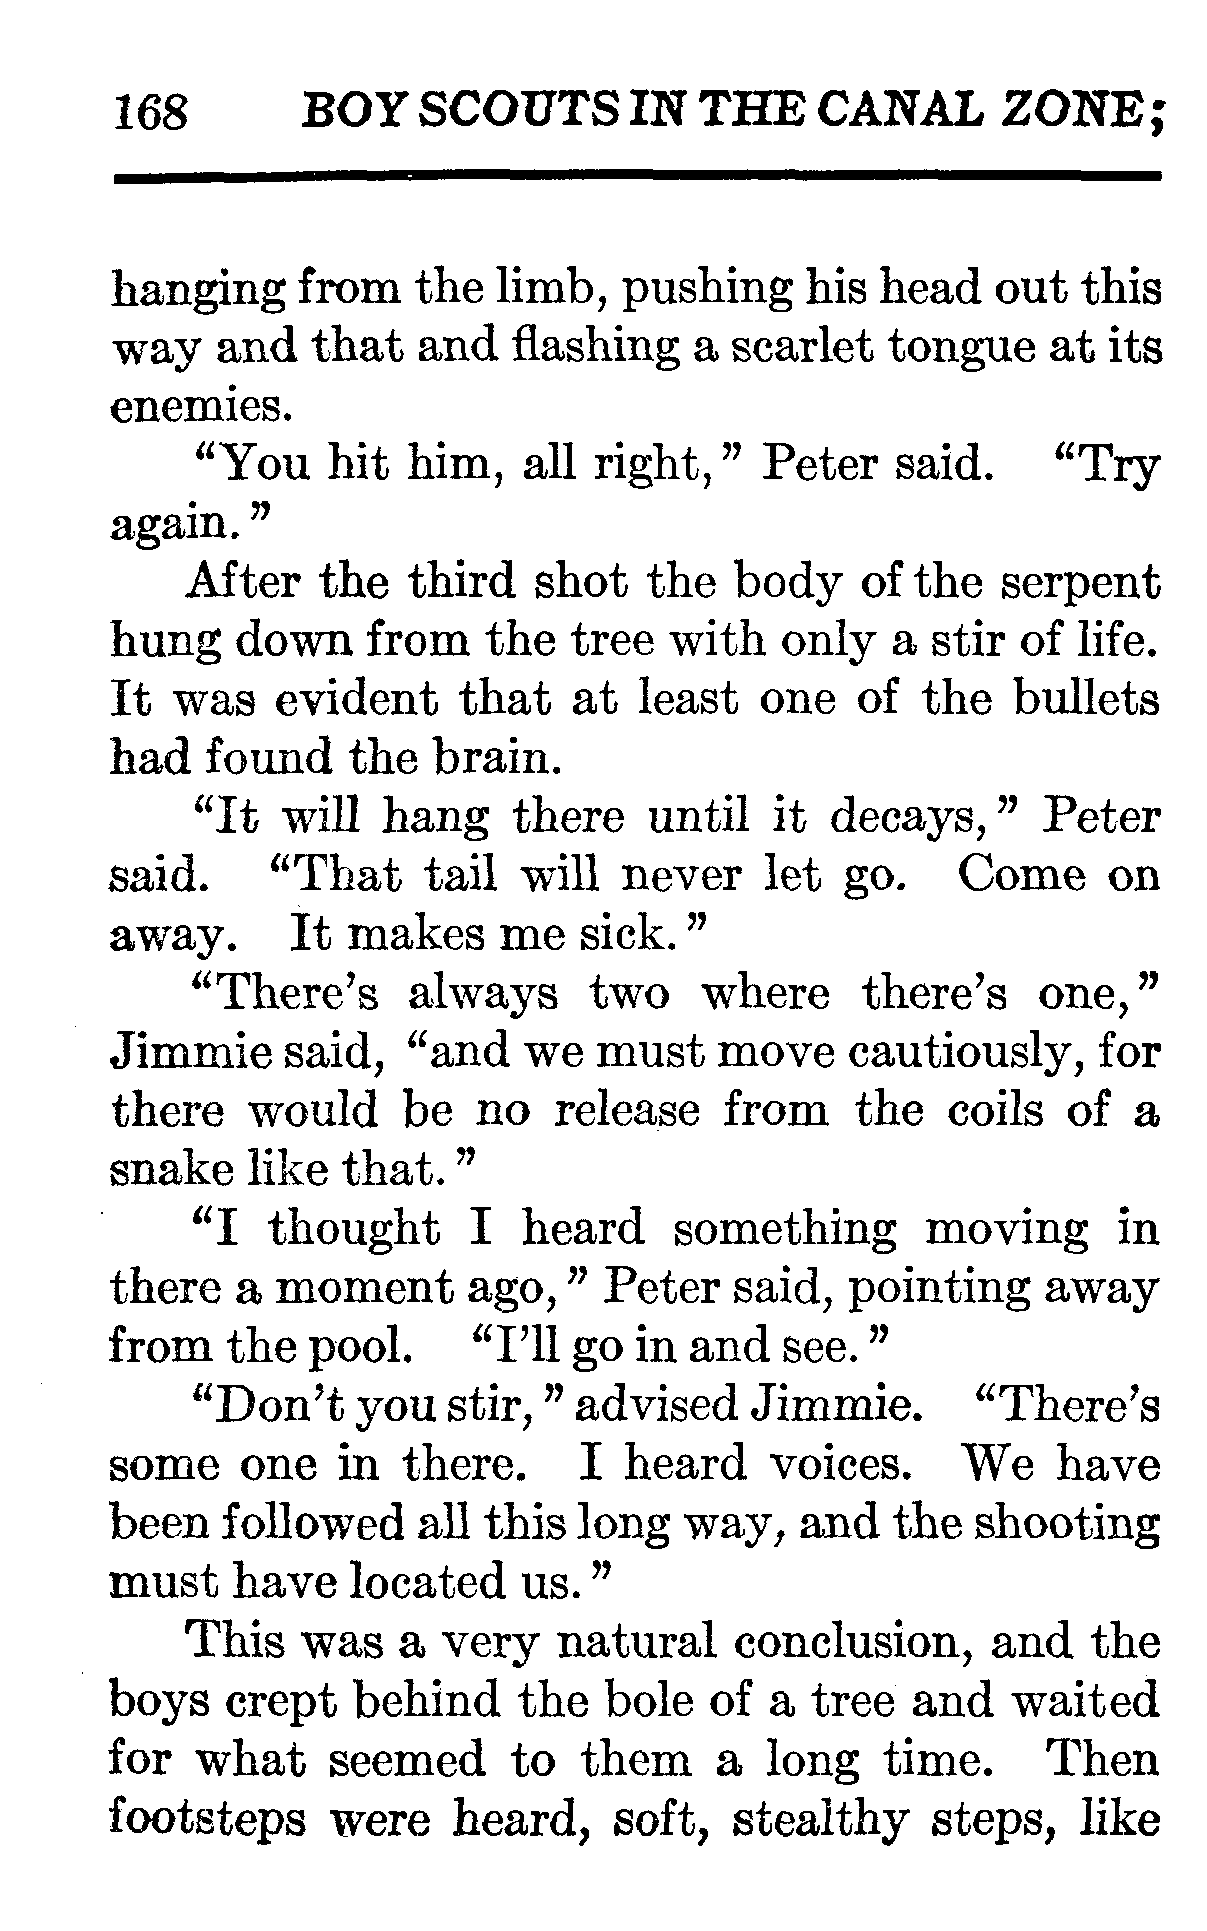 168 BOY SCOUTS IN THE CANAL ZONE;
hanging from the limb, pushing his head out this
way and that and flashing a scarlet tongue at its
enemies.
“You hit him, all right,” Peter said. “Try
again.”
After the third shot the body of the serpent
hung down from the tree with only a stir of life.
It was evident that at least one of the bullets
had found the brain.
“It will hang there until it decays,” Peter
said. “That tail will never let go. Come on
away. It makes me sick.”
“There’s always two where there’s one,”
Jimmie said, “and we must move cautiously, for
there would be no release from the coils of a
snake like that.”
“I thought I heard something moving in
there a moment ago,” Peter said, pointing away
from the pool. “I’ll go in and see.”
“Don’t you stir,” advised Jimmie. “There’s
some one in there. I heard voices. We have
been followed all this long way, and the shooting
must have located us.”
This was a very natural conclusion, and the
boys crept behind the bole of a tree and waited
for what seemed to them a long time. Then
footsteps were heard, soft, stealthy steps, like